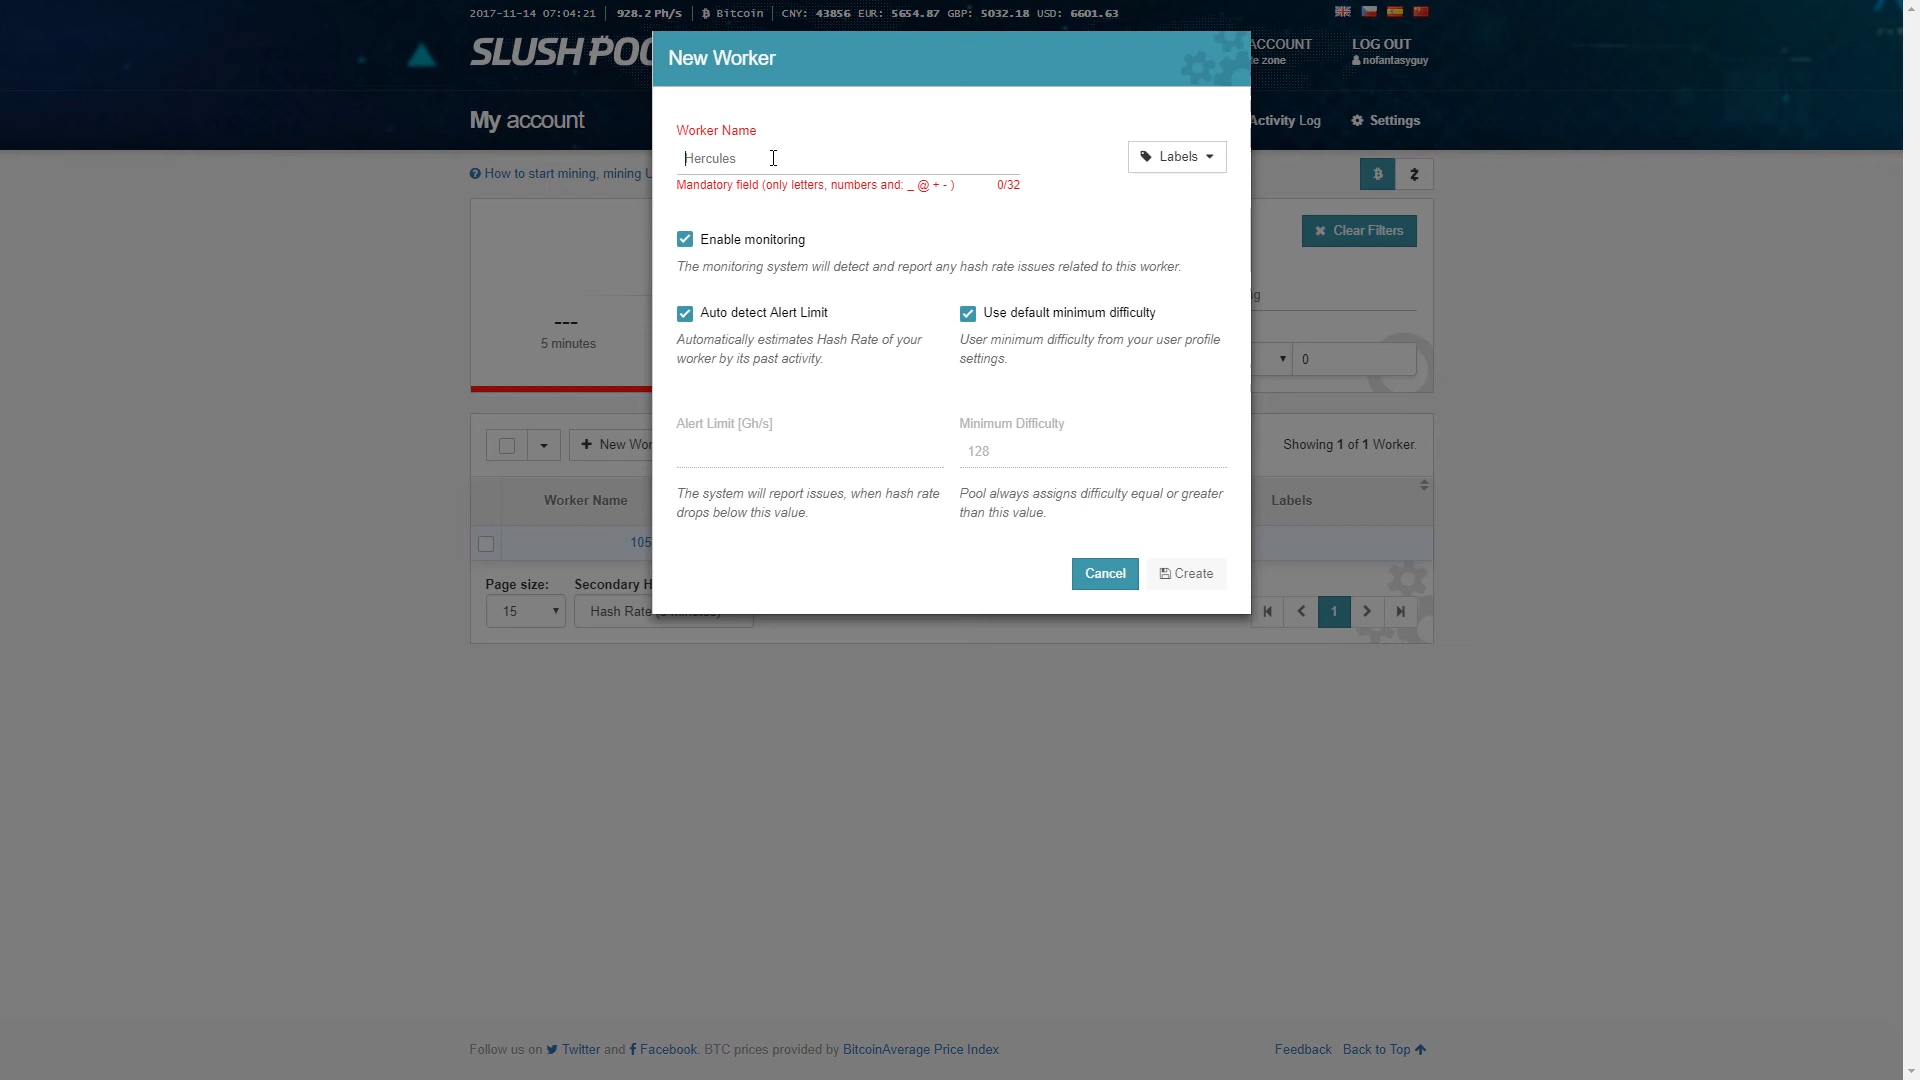 2017-11-14 07:04:21 928.2 Ph/s Bitcoin CNY: 43856 EUR: 5654.87 GBP: 5032.18 USD: 6601.63
SLUSH POO
New Worker
ACCOUNT
LOG OUT
te zone
nofantasyguy
My account
Activity Log
Settings
How to start mining, mining U
Worker Name
Hercules
Labels
Mandatory field (only letters, numbers and: _ @ + - ) 0/32
Clear Filters
Enable monitoring
The monitoring system will detect and report any hash rate issues related to this worker.
---
5 minutes
Auto detect Alert Limit
Automatically estimates Hash Rate of your
worker by its past activity.
Use default minimum difficulty
User minimum difficulty from your user profile
settings.
0
Alert Limit [Gh/s]
Minimum Difficulty
128
The system will report issues, when hash rate
drops below this value.
Pool always assigns difficulty equal or greater
than this value.
+ New Wor
Showing 1 of 1 Worker.
Worker Name
Labels
105
Cancel
Create
Page size:
Secondary H
15
Hash Rate
1
Follow us on Twitter and Facebook. BTC prices provided by BitcoinAverage Price Index
Feedback
Back to Top